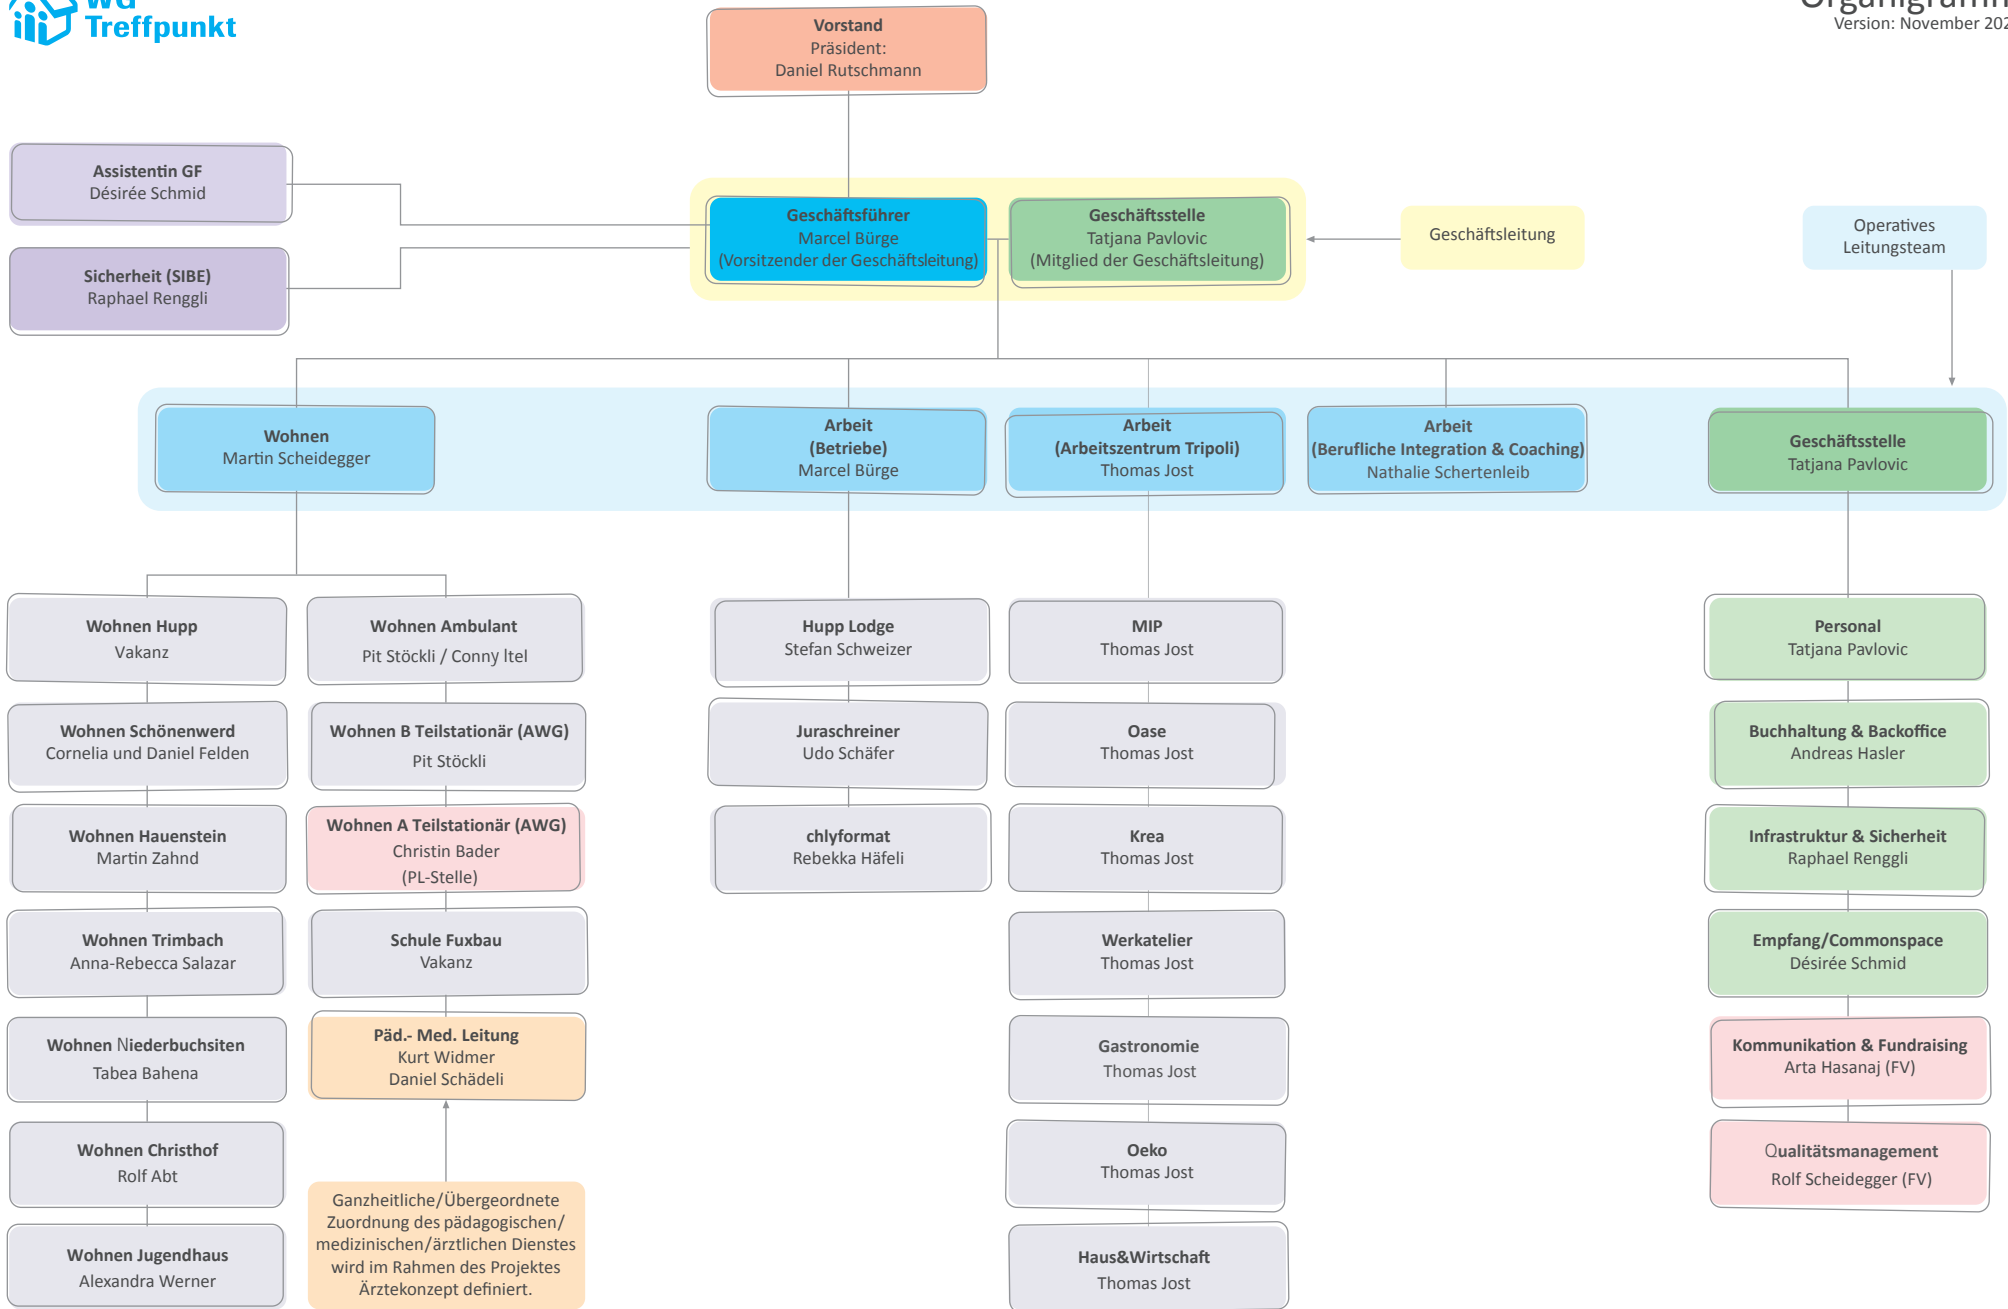 Treffpunkt
Version: November 202
Vorstand
Präsident:
Daniel Rutschmann
Assistentin GF
Désirée Schmid
Sicherheit (SIBE)
Raphael Renggli
Geschäftsführer
Marcel Bürge
(Vorsitzender der Geschäftsleitung)
Geschäftsstelle
Tatjana Pavlovic
(Mitglied der Geschäftsleitung)
Geschäftsleitung
Operatives
Leitungsteam
Wohnen
Martin Scheidegger
Arbeit
(Betriebe)
Marcel Bürge
Arbeit
(Arbeitszentrum Tripoli)
Thomas Jost
Arbeit
(Berufliche Integration & Coaching)
Nathalie Schertenleib
Geschäftsstelle
Tatjana Pavlovic
Wohnen Hupp
Vakanz
Wohnen Schönenwerd
Cornelia und Daniel Felden
Wohnen Hauenstein
Martin Zahnd
Wohnen Trimbach
Anna-Rebecca Salazar
Wohnen Niederbuchsiten
Tabea Bahena
Wohnen Christhof
Rolf Abt
Wohnen Jugendhaus
Alexandra Werner
Wohnen Ambulant
Pit Stöckli / Conny Itel
Wohnen B Teilstationär (AWG)
Pit Stöckli
Wohnen A Teilstationär (AWG)
Christin Bader
(PL-Stelle)
Schule Fuxbau
Vakanz
Päd.- Med. Leitung
Kurt Widmer
Daniel Schädeli
Ganzheitliche/Übergeordnete
Zuordnung des pädagogischen/
medizinischen/ärztlichen Dienstes
wird im Rahmen des Projektes
Ärztekonzept definiert.
Hupp Lodge
Stefan Schweizer
Juraschreiner
Udo Schäfer
chlyformat
Rebekka Häfeli
MIP
Thomas Jost
Oase
Thomas Jost
Krea
Thomas Jost
Werkatelier
Thomas Jost
Gastronomie
Thomas Jost
Oeko
Thomas Jost
Haus&Wirtschaft
Thomas Jost
Personal
Tatjana Pavlovic
Buchhaltung & Backoffice
Andreas Hasler
Infrastruktur & Sicherheit
Raphael Renggli
Empfang/Commonspace
Désirée Schmid
Kommunikation & Fundraising
Arta Hasanaj (FV)
Qualitätsmanagement
Rolf Scheidegger (FV)